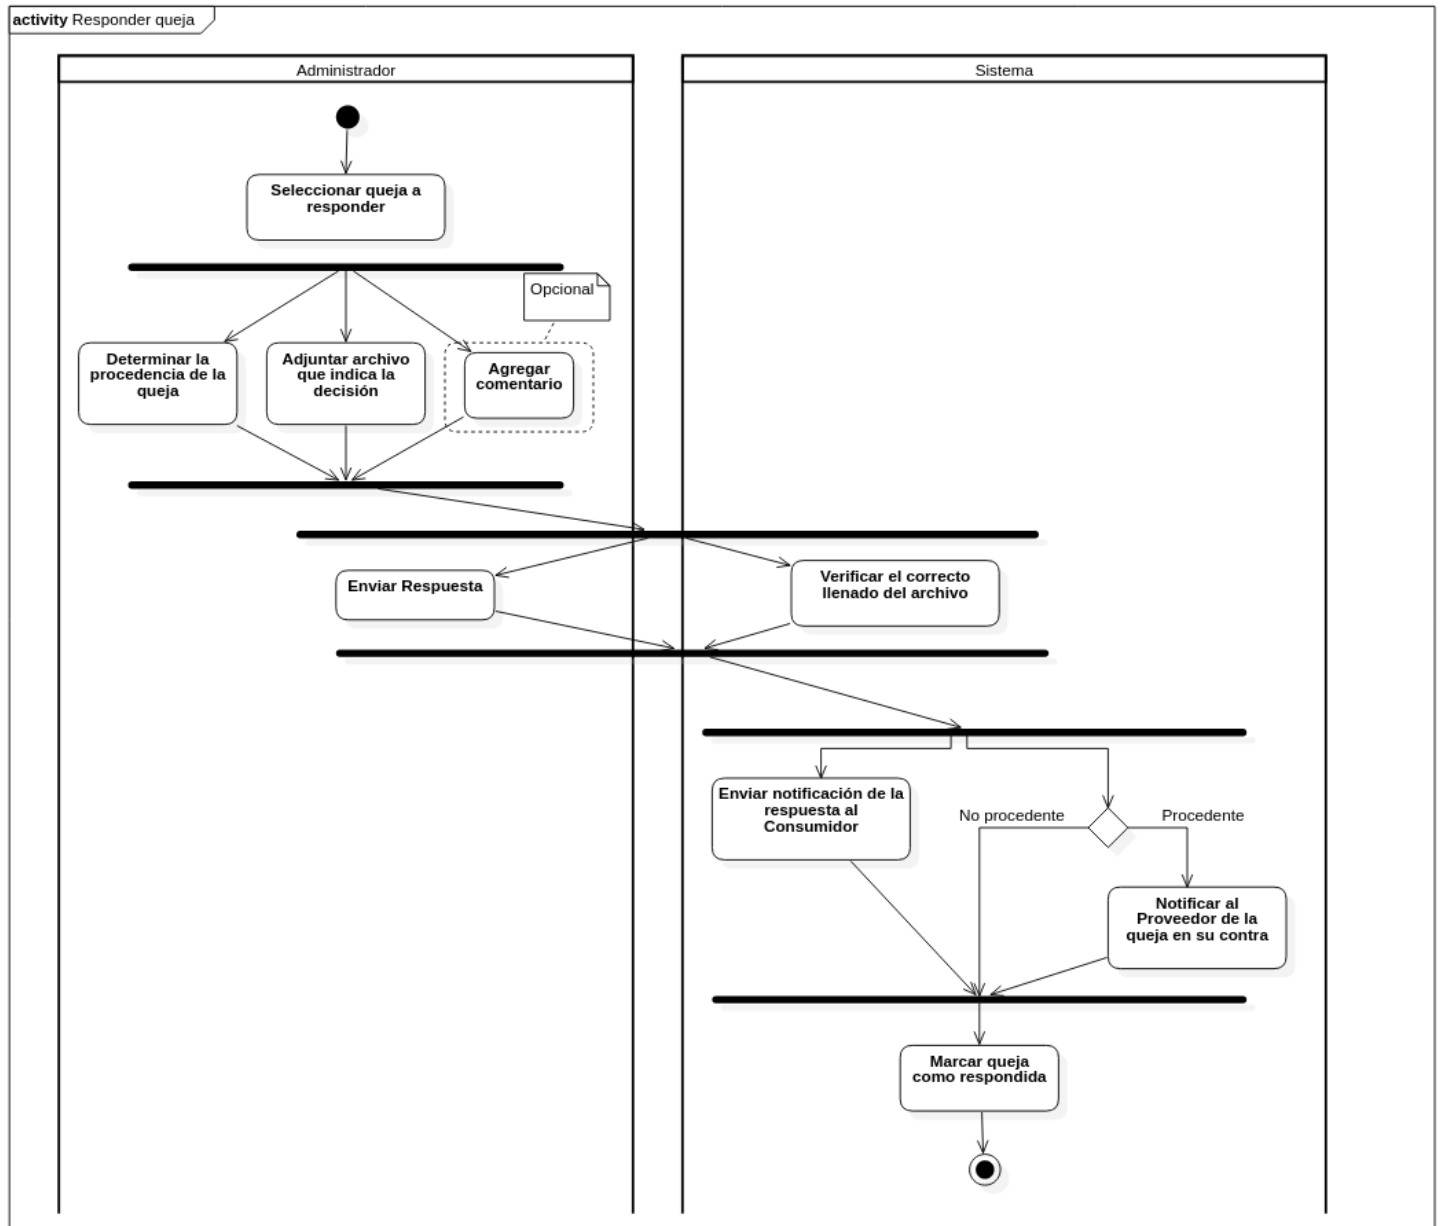 activity Responder queja
Administrador
Sistema
Seleccionar queja a
responder
Opcional
Determinar la
procedencia de la
queja
Adjuntar archivo
que indica la
decisión
Agregar
comentario
Enviar Respuesta
Verificar el correcto
llenado del archivo
Enviar notificación de la
respuesta al
Consumidor
No procedente
Procedente
Notificar al
Proveedor de la
queja en su contra
Marcar queja
como respondida